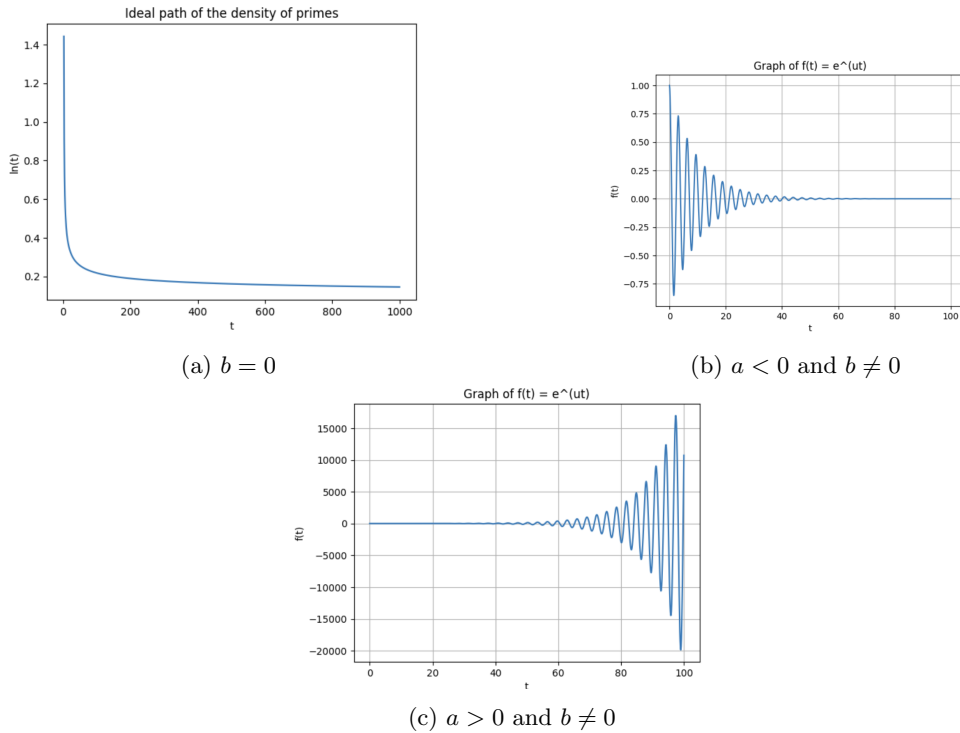 Ideal path of the density of primes
ln(t)
1.4
1.2
1.0
0.8
0.6
0.4
0.2
0 200 400 600 800 1000
t
(a) b = 0
Graph of f(t) = e^(ut)
f(t)
1.00
0.75
0.50
0.25
0.00
−0.25
−0.50
−0.75
0 20 40 60 80 100
t
(b) a < 0 and b ≠ 0
Graph of f(t) = e^(ut)
f(t)
15000
10000
5000
0
−5000
−10000
−15000
−20000
0 20 40 60 80 100
t
(c) a > 0 and b ≠ 0